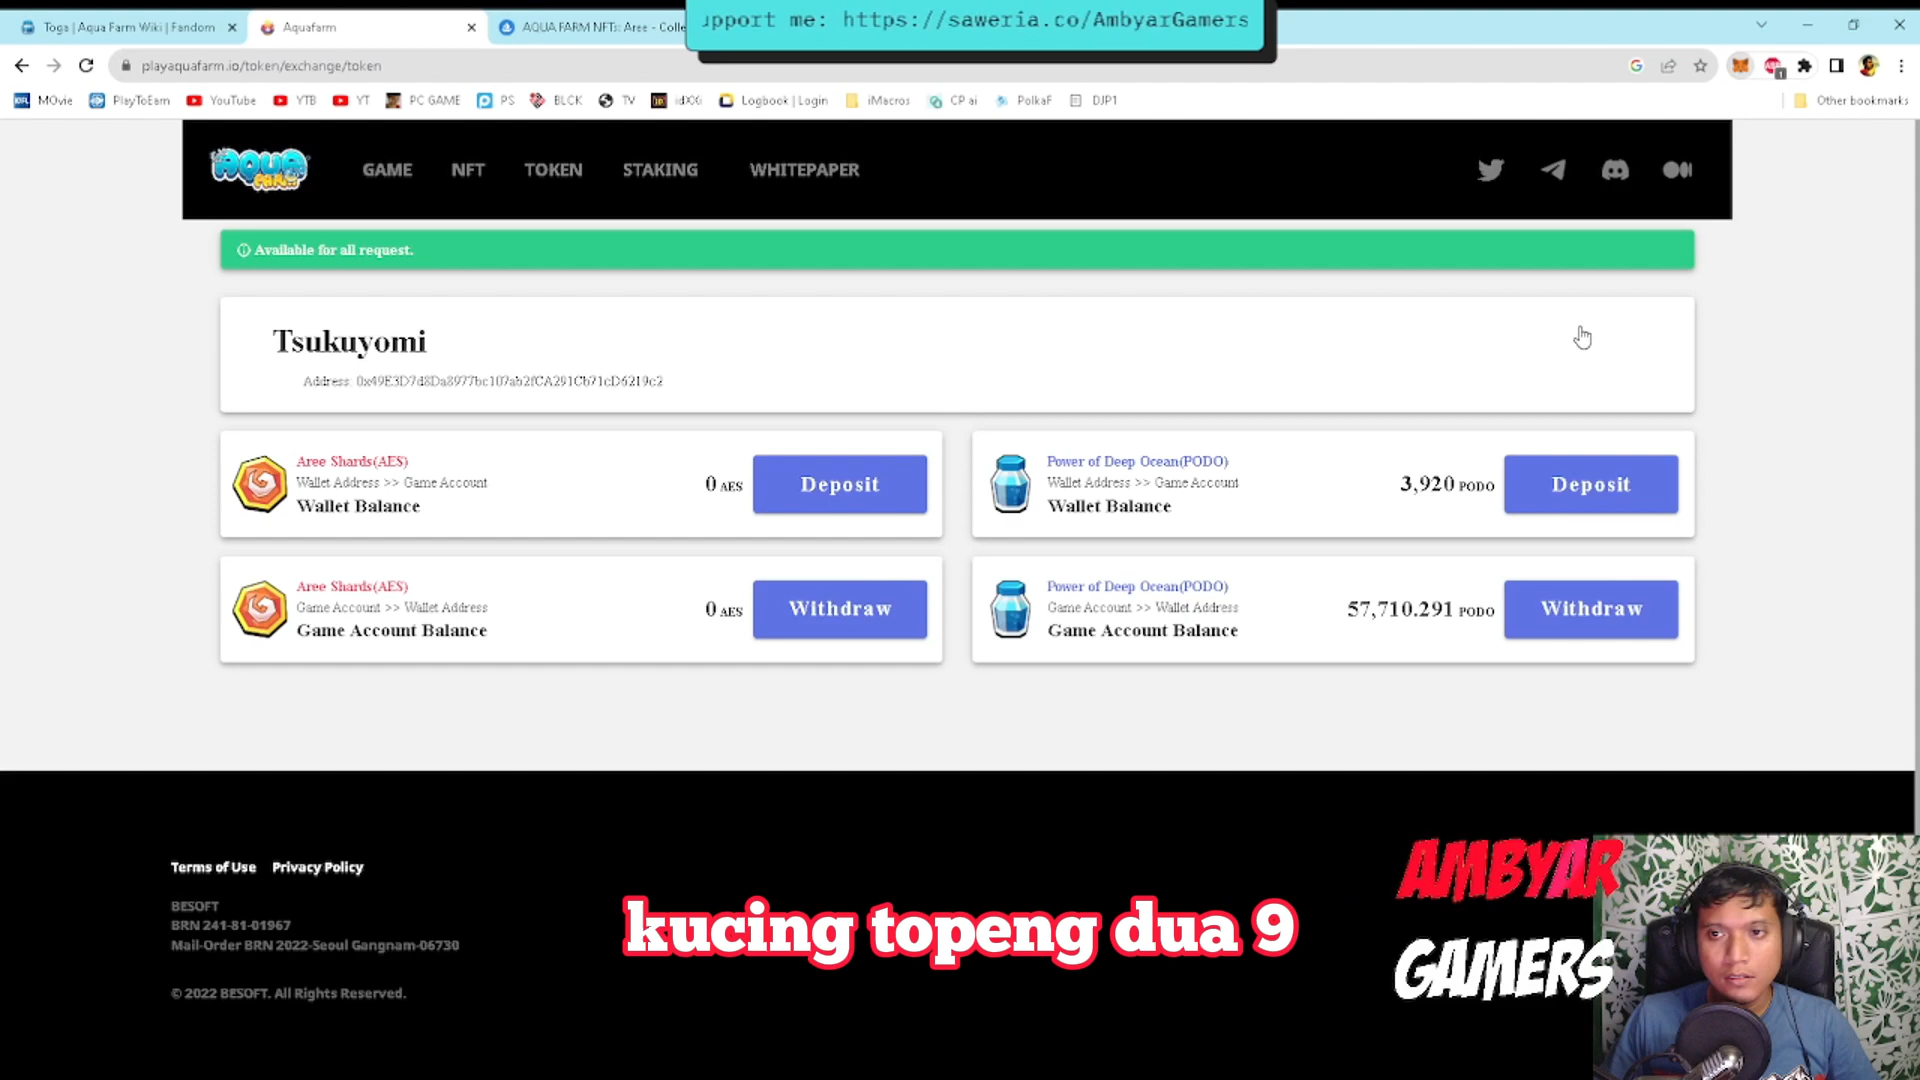 Toga | Aqua Farm Wiki | Fandom
Aquafarm
AQUA FARM NFTs: Aree - Colle
upport me: https://saweria.co/AmbyarGamers
playaquafarm.io/token/exchange/token
MOvie
PlayToEarn
YouTube
YTB
YT
PC GAME
PS
BLCK
TV
idXXG
Logbook | Login
iMacros
CP ai
PolkaF
DJP1
Other bookmarks
AQUA FARM
GAME
NFT
TOKEN
STAKING
WHITEPAPER
Available for all request.
Tsukuyomi
Address: 0x49E3D7d8Da8977bc107ab2fCA291Cb71cD6219c2
Aree Shards(AES)
Wallet Address >> Game Account
Wallet Balance
0 AES
Deposit
Power of Deep Ocean(PODO)
Wallet Address >> Game Account
Wallet Balance
3,920 PODO
Deposit
Aree Shards(AES)
Game Account >> Wallet Address
Game Account Balance
0 AES
Withdraw
Power of Deep Ocean(PODO)
Game Account >> Wallet Address
Game Account Balance
57,710.291 PODO
Withdraw
Terms of Use
Privacy Policy
BESOFT
BRN 241-81-01967
Mail-Order BRN 2022-Seoul Gangnam-06730
© 2022 BESOFT. All Rights Reserved.
kucing topeng dua 9
AMBYAR
GAMERS